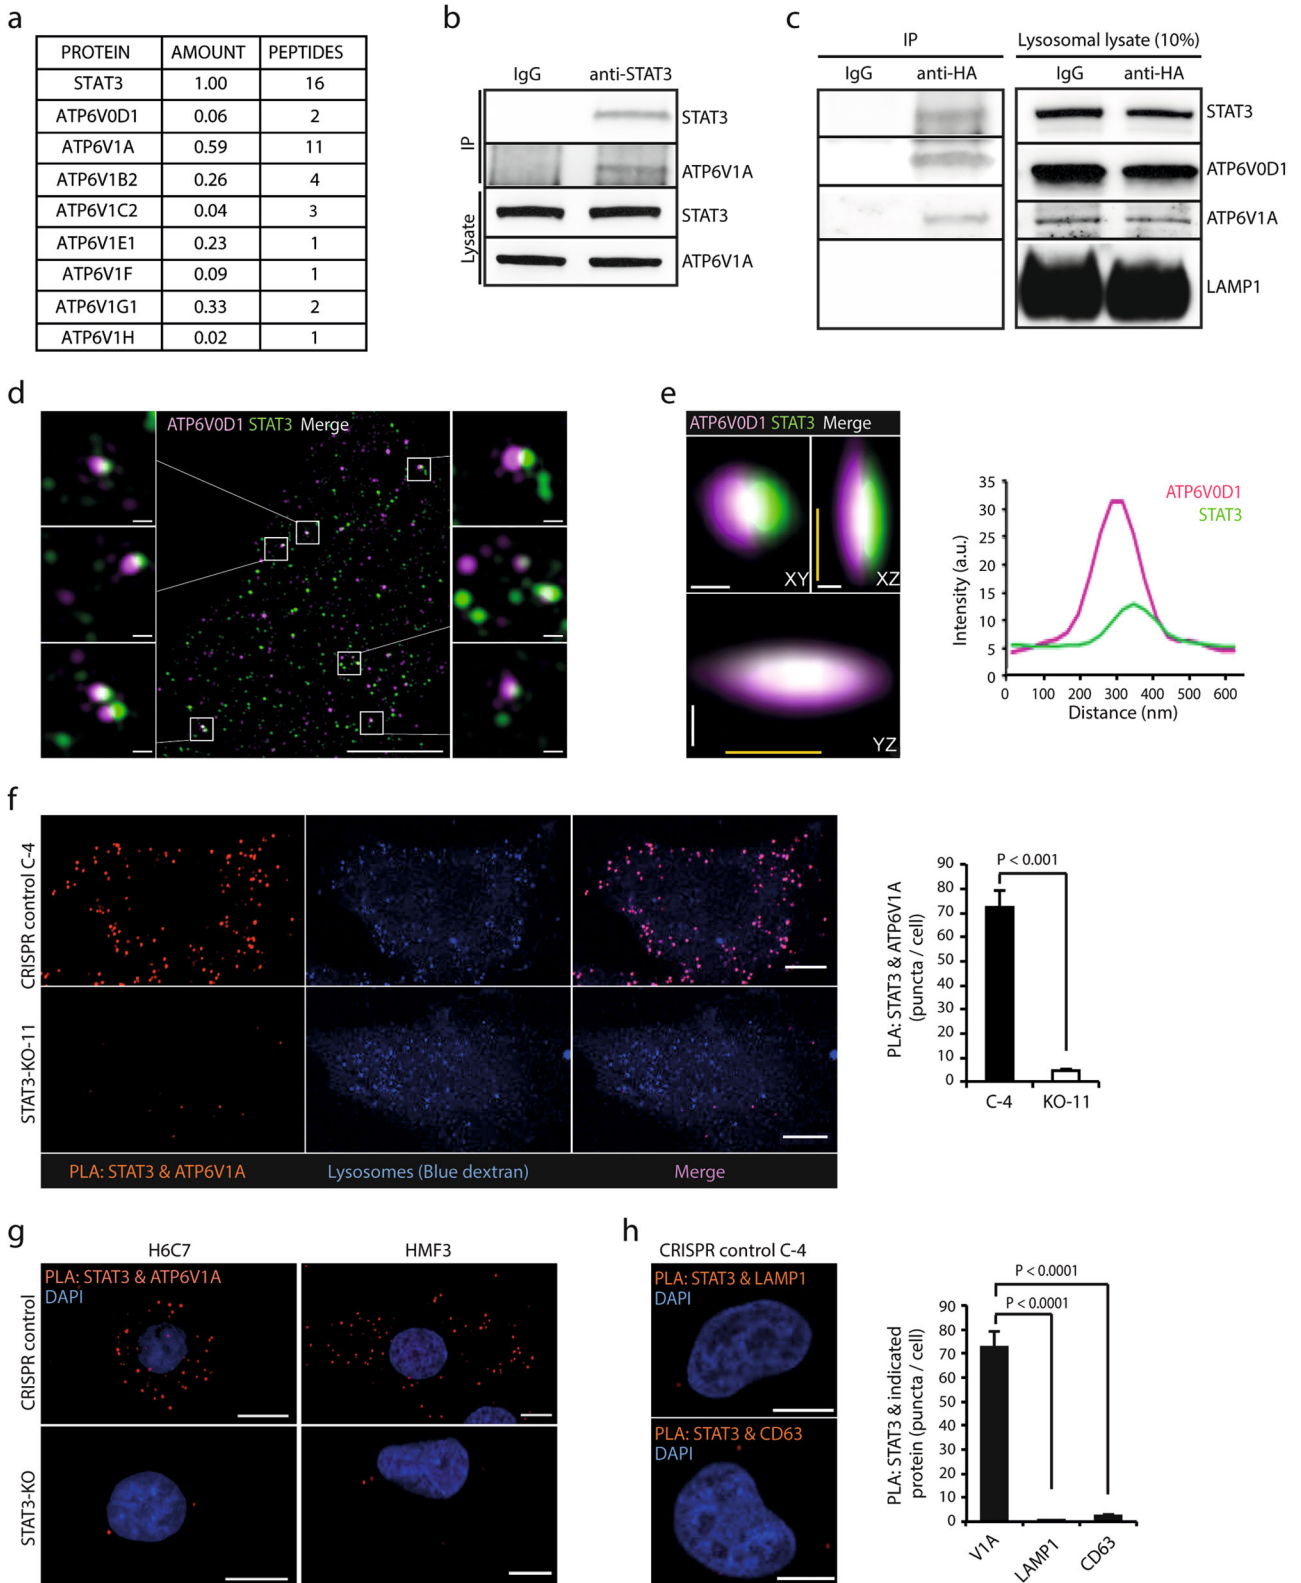 a
PROTEIN AMOUNT PEPTIDES
STAT3 1.00 16
ATP6V0D1 0.06 2
ATP6V1A 0.59 11
ATP6V1B2 0.26 4
ATP6V1C2 0.04 3
ATP6V1E1 0.23 1
ATP6V1F 0.09 1
ATP6V1G1 0.33 2
ATP6V1H 0.02 1
b
IgG anti-STAT3
IP
STAT3
ATP6V1A
Lysate
STAT3
ATP6V1A
c
IP Lysosomal lysate (10%)
IgG anti-HA IgG anti-HA
STAT3
ATP6V0D1
ATP6V1A
LAMP1
d
ATP6V0D1 STAT3 Merge
e
ATP6V0D1 STAT3 Merge
XY
XZ
YZ
Intensity (a.u.)
35
30
25
20
15
10
5
0
ATP6V0D1
STAT3
0 100 200 300 400 500 600
Distance (nm)
f
CRISPR control C-4
STAT3-KO-11
PLA: STAT3 & ATP6V1A Lysosomes (Blue dextran) Merge
PLA: STAT3 & ATP6V1A
(puncta / cell)
90
80
70
60
50
40
30
20
10
0
P < 0.001
C-4 KO-11
g
H6C7 HMF3
CRISPR control
PLA: STAT3 & ATP6V1A
DAPI
STAT3-KO
h
CRISPR control C-4
PLA: STAT3 & LAMP1
DAPI
PLA: STAT3 & CD63
DAPI
PLA: STAT3 & indicated
protein (puncta / cell)
90
80
70
60
50
40
30
20
10
0
P < 0.0001
P < 0.0001
V1A LAMP1 CD63